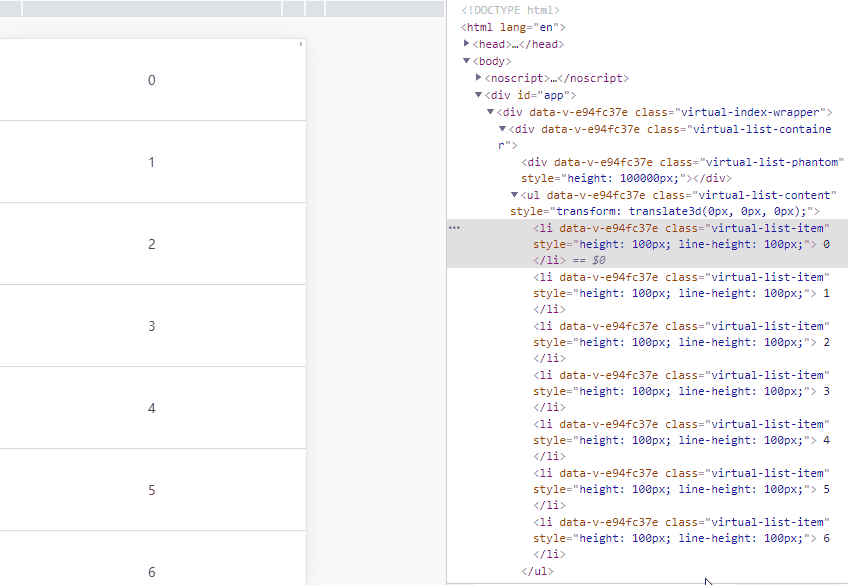 0
1
2
3
4
5
6
<!DOCTYPE html>
<html lang="en">
<head>…</head>
<body>
<noscript>…</noscript>
<div id="app">
<div data-v-e94fc37e class="virtual-index-wrapper">
<div data-v-e94fc37e class="virtual-list-containe
r">
<div data-v-e94fc37e class="virtual-list-phantom"
style="height: 100000px;"></div>
<ul data-v-e94fc37e class="virtual-list-content"
style="transform: translate3d(0px, 0px, 0px);">
<li data-v-e94fc37e class="virtual-list-item"
style="height: 100px; line-height: 100px;"> 0
</li> == $0
<li data-v-e94fc37e class="virtual-list-item"
style="height: 100px; line-height: 100px;"> 1
</li>
<li data-v-e94fc37e class="virtual-list-item"
style="height: 100px; line-height: 100px;"> 2
</li>
<li data-v-e94fc37e class="virtual-list-item"
style="height: 100px; line-height: 100px;"> 3
</li>
<li data-v-e94fc37e class="virtual-list-item"
style="height: 100px; line-height: 100px;"> 4
</li>
<li data-v-e94fc37e class="virtual-list-item"
style="height: 100px; line-height: 100px;"> 5
</li>
<li data-v-e94fc37e class="virtual-list-item"
style="height: 100px; line-height: 100px;"> 6
</li>
</ul>